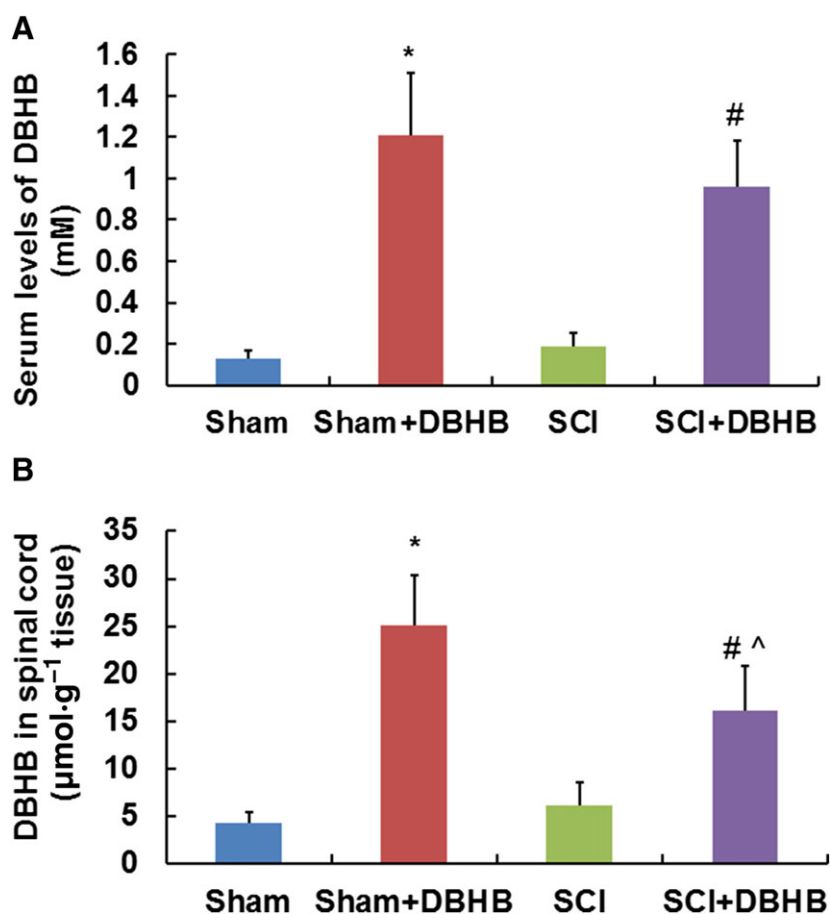 A
Serum levels of DBHB
(mM)
1.6
1.4
1.2
1
0.8
0.6
0.4
0.2
0
*
#
Sham Sham+DBHB SCI SCI+DBHB
B
DBHB in spinal cord
(µmol·g⁻¹ tissue)
35
30
25
20
15
10
5
0
*
# ^
Sham Sham+DBHB SCI SCI+DBHB